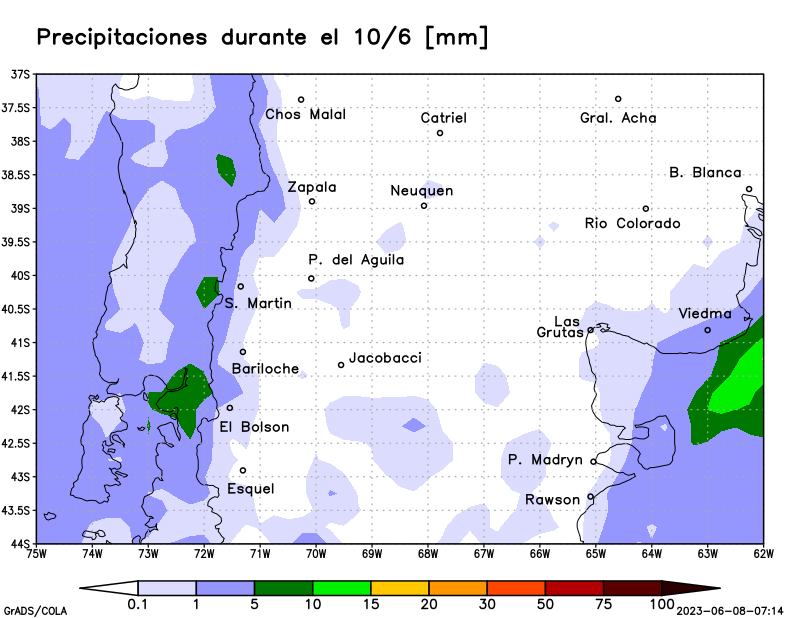 Precipitaciones durante el 10/6 [mm]
37S
37.5S
Chos Malal
Catriel
Gral. Acha
38S
38.5S
B. Blanca
Zapala
Neuquen
39S
Rio Colorado
39.5S
P. del Aguila
40S
S. Martin
40.5S
Las
Grutas
Viedma
41S
Jacobacci
Bariloche
41.5S
42S
El Bolson
42.5S
P. Madryn
43S
Esquel
Rawson
43.5S
44S
75W 74W 73W 72W 71W 70W 69W 68W 67W 66W 65W 64W 63W 62W
0.1 1 5 10 15 20 30 50 75 100
GrADS/COLA
2023-06-08-07:14